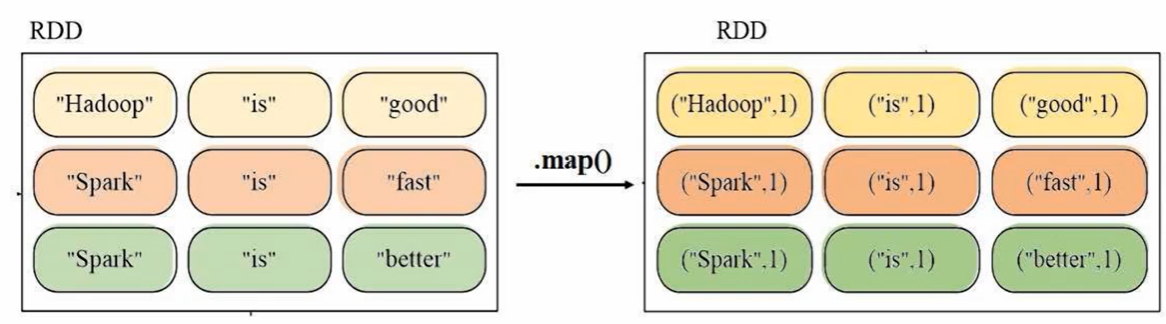 RDD
RDD
"Hadoop" "is" "good"
"Spark" "is" "fast"
"Spark" "is" "better"
.map()
("Hadoop",1) ("is",1) ("good",1)
("Spark",1) ("is",1) ("fast",1)
("Spark",1) ("is",1) ("better",1)